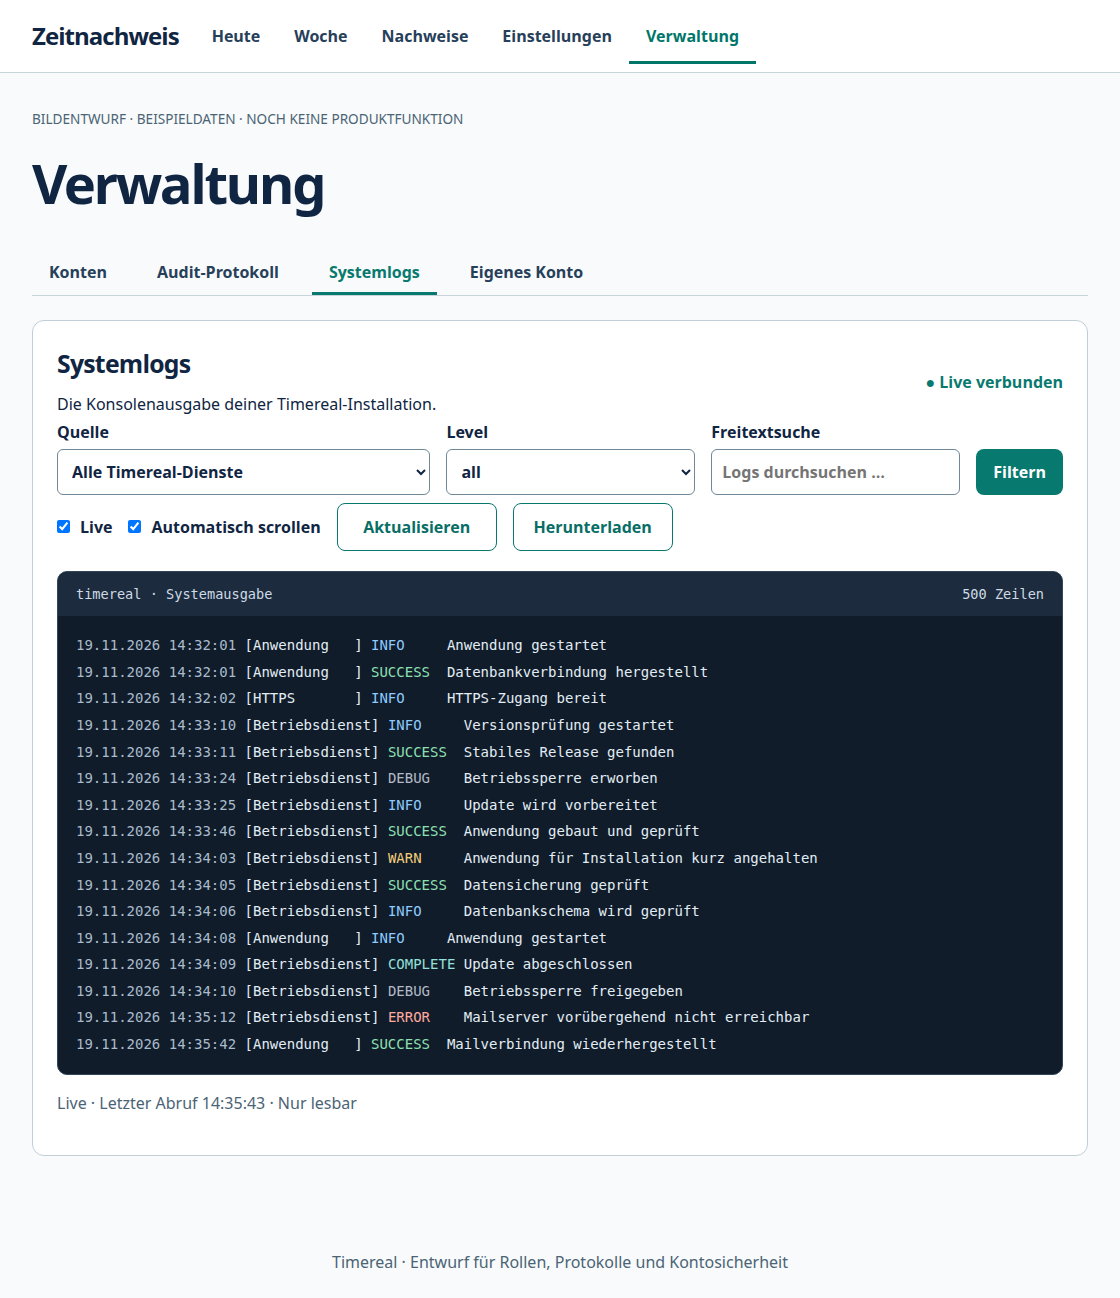 Zeitnachweis Heute Woche Nachweise Einstellungen Verwaltung
BILDENTWURF · BEISPIELDATEN · NOCH KEINE PRODUKTFUNKTION
Verwaltung
Konten Audit-Protokoll Systemlogs Eigenes Konto
Systemlogs
● Live verbunden
Die Konsolenausgabe deiner Timereal-Installation.
Quelle Level Freitextsuche
Alle Timereal-Dienste all Logs durchsuchen … Filtern
Live Automatisch scrollen Aktualisieren Herunterladen
timereal · Systemausgabe 500 Zeilen
19.11.2026 14:32:01 [Anwendung   ] INFO     Anwendung gestartet
19.11.2026 14:32:01 [Anwendung   ] SUCCESS  Datenbankverbindung hergestellt
19.11.2026 14:32:02 [HTTPS       ] INFO     HTTPS-Zugang bereit
19.11.2026 14:33:10 [Betriebsdienst] INFO     Versionsprüfung gestartet
19.11.2026 14:33:11 [Betriebsdienst] SUCCESS  Stabiles Release gefunden
19.11.2026 14:33:24 [Betriebsdienst] DEBUG    Betriebssperre erworben
19.11.2026 14:33:25 [Betriebsdienst] INFO     Update wird vorbereitet
19.11.2026 14:33:46 [Betriebsdienst] SUCCESS  Anwendung gebaut und geprüft
19.11.2026 14:34:03 [Betriebsdienst] WARN     Anwendung für Installation kurz angehalten
19.11.2026 14:34:05 [Betriebsdienst] SUCCESS  Datensicherung geprüft
19.11.2026 14:34:06 [Betriebsdienst] INFO     Datenbankschema wird geprüft
19.11.2026 14:34:08 [Anwendung   ] INFO     Anwendung gestartet
19.11.2026 14:34:09 [Betriebsdienst] COMPLETE Update abgeschlossen
19.11.2026 14:34:10 [Betriebsdienst] DEBUG    Betriebssperre freigegeben
19.11.2026 14:35:12 [Betriebsdienst] ERROR    Mailserver vorübergehend nicht erreichbar
19.11.2026 14:35:42 [Anwendung   ] SUCCESS  Mailverbindung wiederhergestellt
Live · Letzter Abruf 14:35:43 · Nur lesbar
Timereal · Entwurf für Rollen, Protokolle und Kontosicherheit